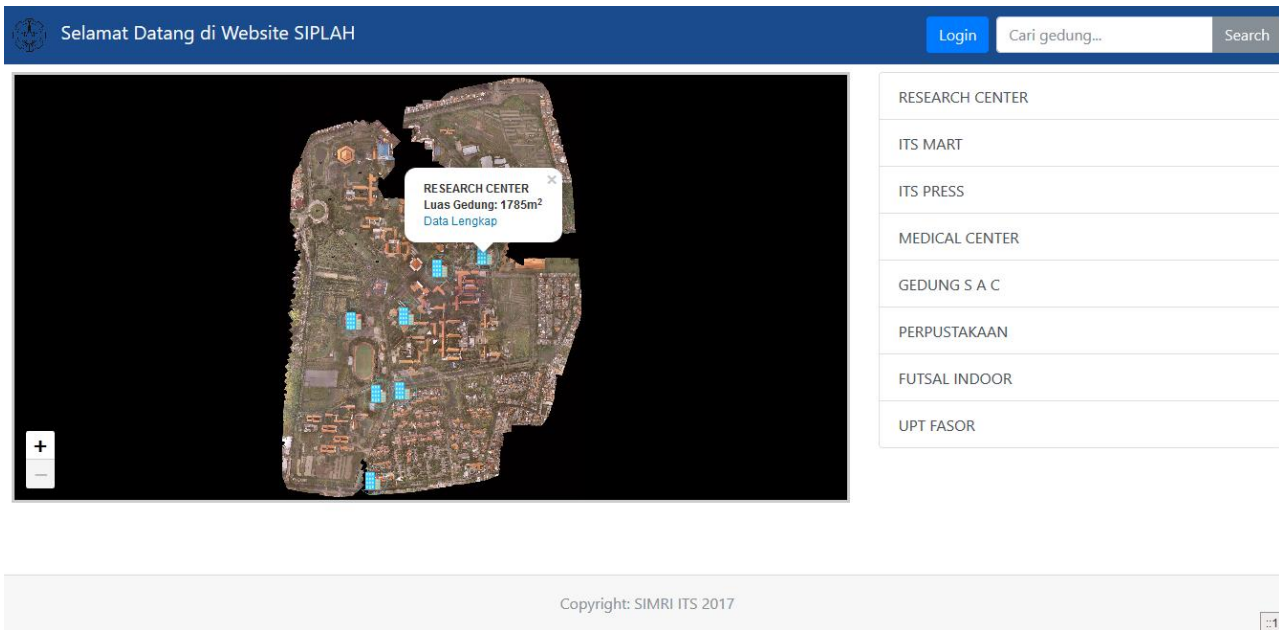 Selamat Datang di Website SIPLAH
Login
Cari gedung...
Search
RESEARCH CENTER
Luas Gedung: 1785m²
Data Lengkap
×
+
−
RESEARCH CENTER
ITS MART
ITS PRESS
MEDICAL CENTER
GEDUNG S A C
PERPUSTAKAAN
FUTSAL INDOOR
UPT FASOR
Copyright: SIMRI ITS 2017
::1